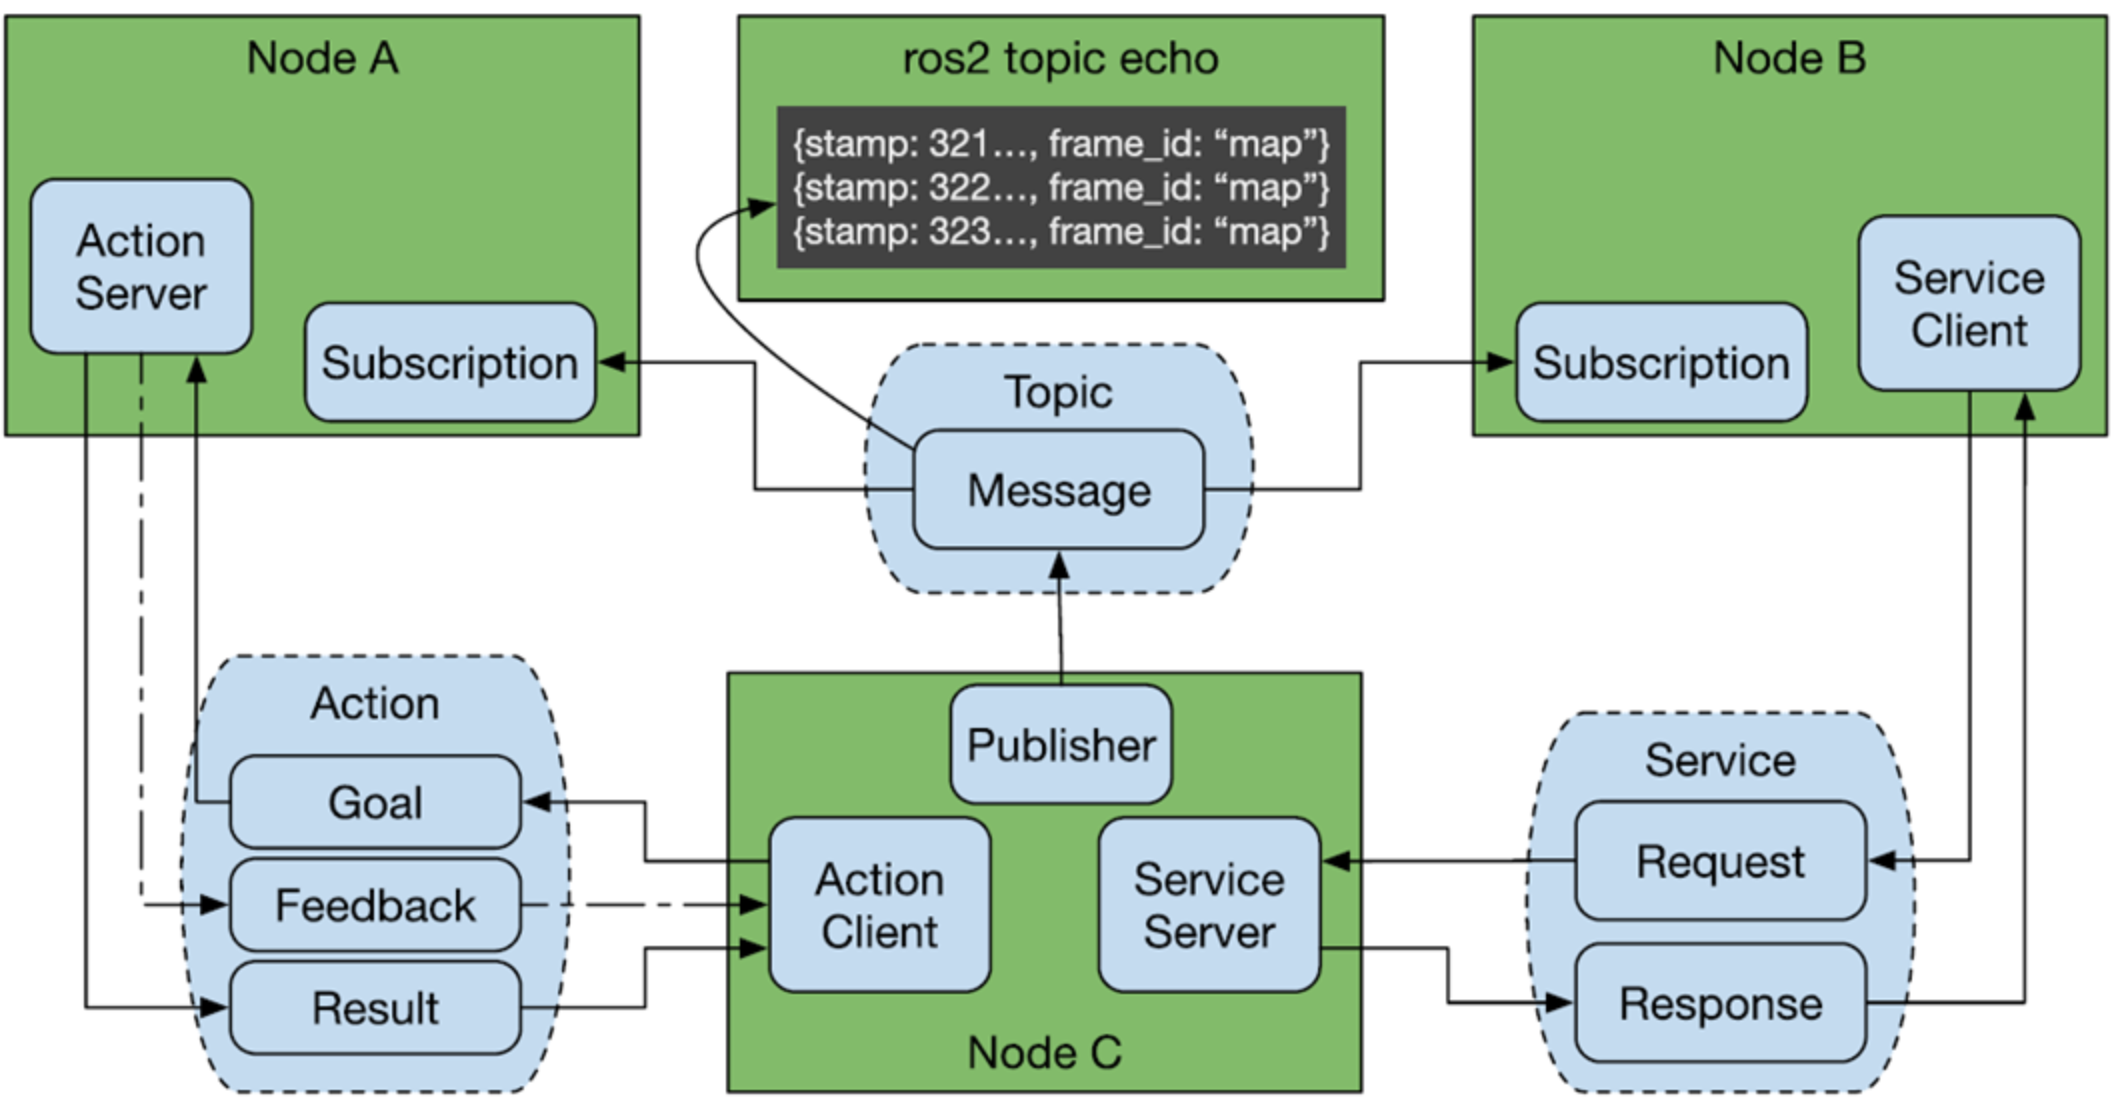 Node A
Action
Server
Subscription
ros2 topic echo
{stamp: 321..., frame_id: “map”}
{stamp: 322..., frame_id: “map”}
{stamp: 323..., frame_id: “map”}
Node B
Service
Client
Subscription
Topic
Message
Action
Goal
Feedback
Result
Publisher
Action
Client
Service
Server
Node C
Service
Request
Response